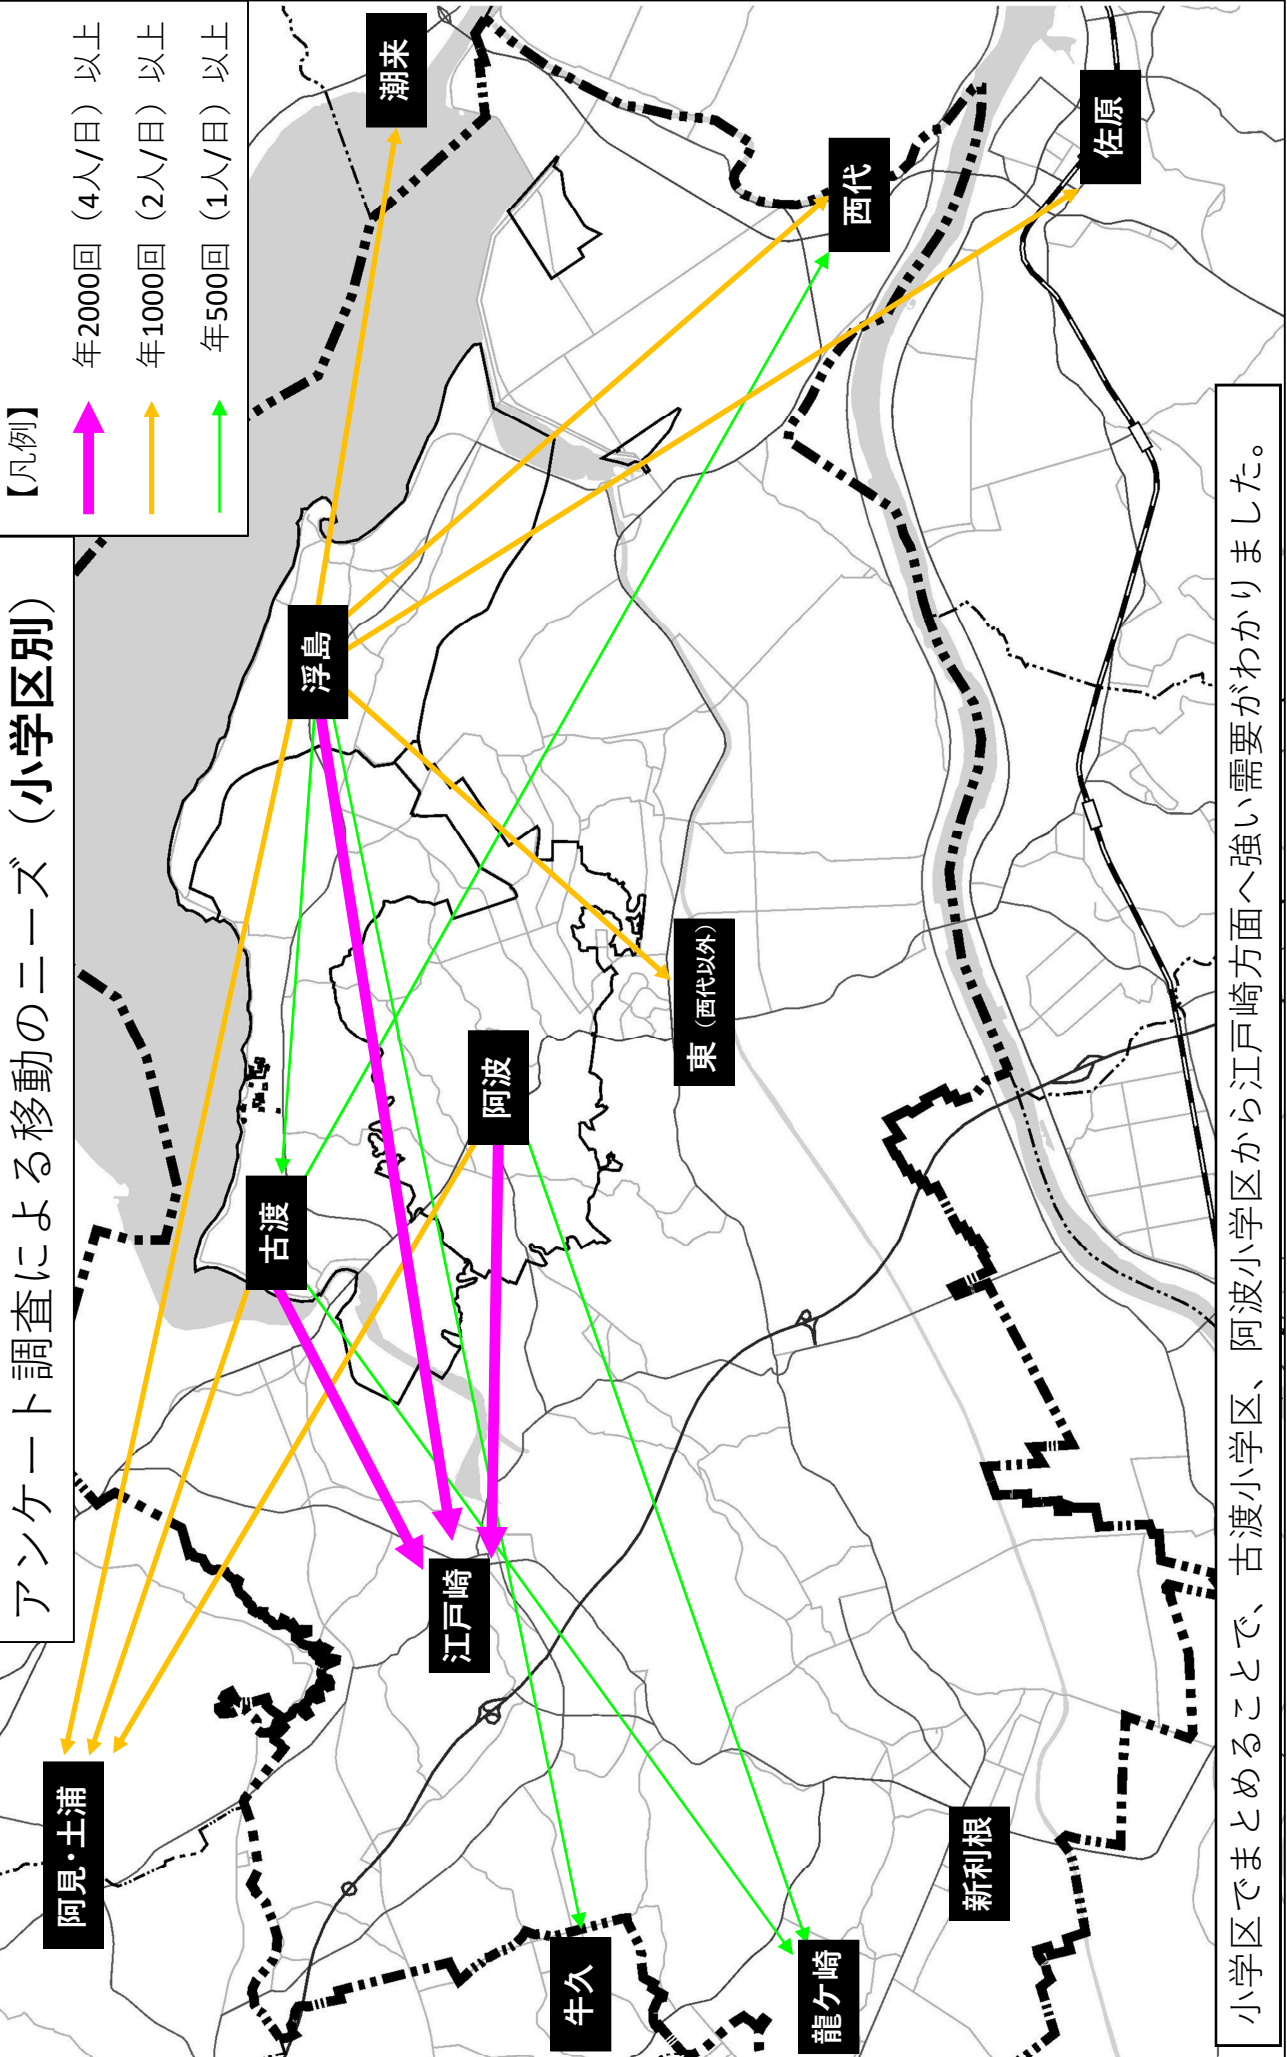 アンケート調査による移動のニーズ（小学区別）
【凡例】
年2000回（4人/日）以上
年1000回（2人/日）以上
年500回（1人/日）以上
阿見・土浦
古渡
浮島
潮来
江戸崎
阿波
牛久
東（西代以外）
西代
龍ケ崎
新利根
佐原
小学区でまとめることで、古渡小学区、阿波小学区から江戸崎方面へ強い需要がわかりました。